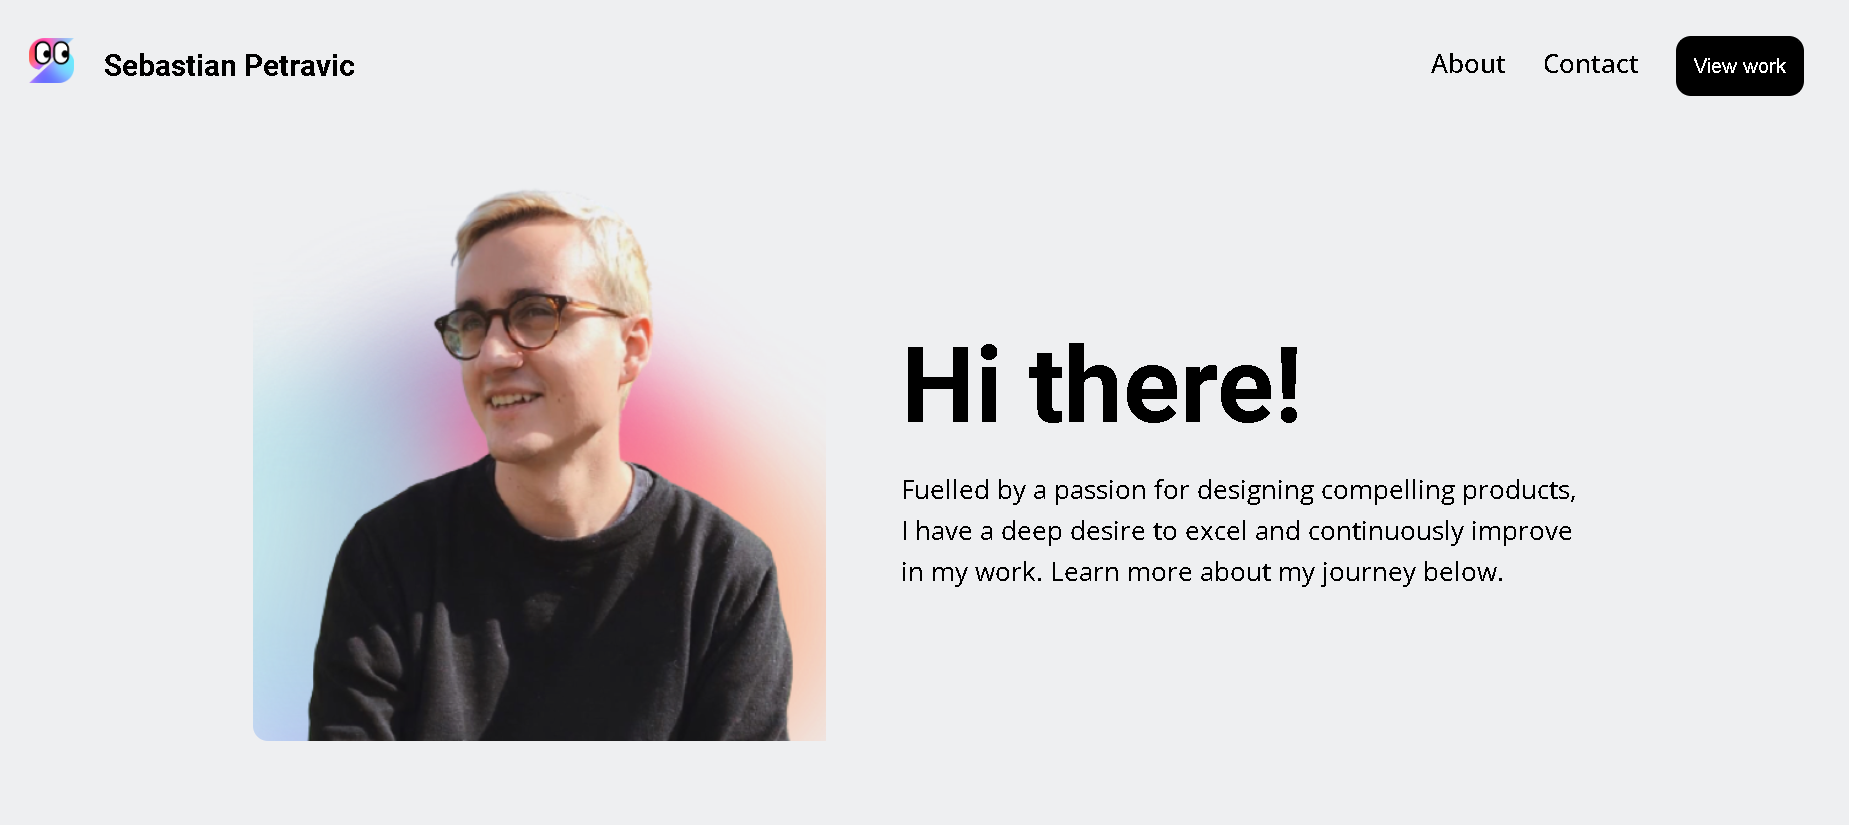 Sebastian Petravic
About
Contact
View work
Hi there!
Fuelled by a passion for designing compelling products,
I have a deep desire to excel and continuously improve
in my work. Learn more about my journey below.